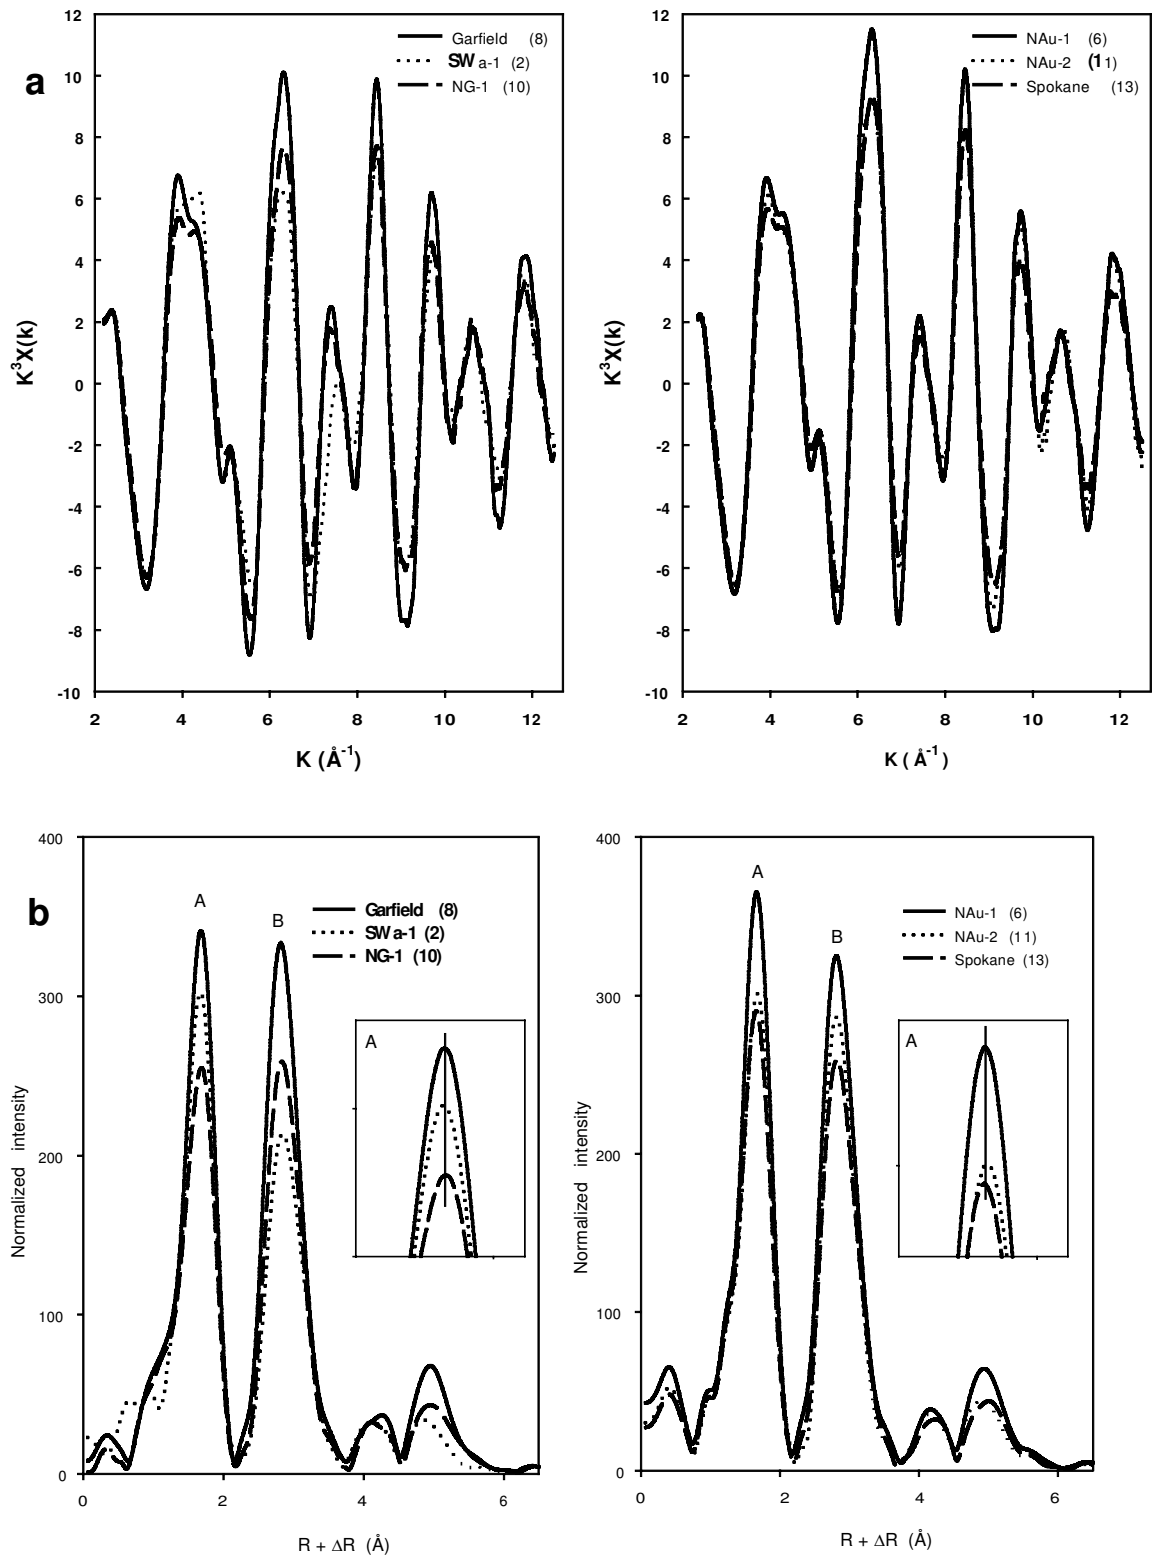 a
12
10
8
6
4
2
0
-2
-4
-6
-8
-10
K³X(k)
Garfield (8)
SWa-1 (2)
NG-1 (10)
2 4 6 8 10 12
K (Å⁻¹)
12
10
8
6
4
2
0
-2
-4
-6
-8
-10
K³X(k)
NAu-1 (6)
NAu-2 (11)
Spokane (13)
2 4 6 8 10 12
K ( Å⁻¹)
b
400
300
200
100
0
Normalized intensity
A
B
Garfield (8)
SWa-1 (2)
NG-1 (10)
A
0 2 4 6
R + ΔR (Å)
400
300
200
100
0
Normalized intensity
A
B
NAu-1 (6)
NAu-2 (11)
Spokane (13)
A
0 2 4 6
R + ΔR (Å)